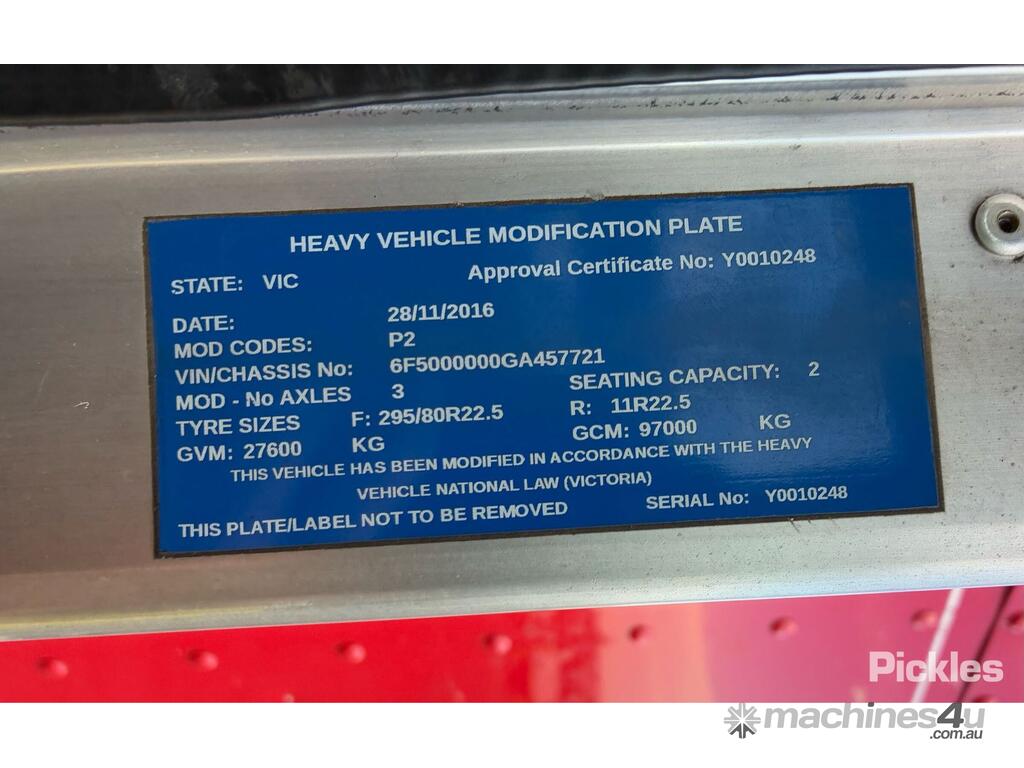 HEAVY VEHICLE MODIFICATION PLATE
STATE: VIC Approval Certificate No: Y0010248
DATE: 28/11/2016
MOD CODES: P2
VIN/CHASSIS No: 6F5000000GA457721
MOD - No AXLES 3 SEATING CAPACITY: 2
TYRE SIZES F: 295/80R22.5 R: 11R22.5
GVM: 27600 KG GCM: 97000 KG
THIS VEHICLE HAS BEEN MODIFIED IN ACCORDANCE WITH THE HEAVY
VEHICLE NATIONAL LAW (VICTORIA)
THIS PLATE/LABEL NOT TO BE REMOVED SERIAL No: Y0010248
Pickles
machines4u
.com.au